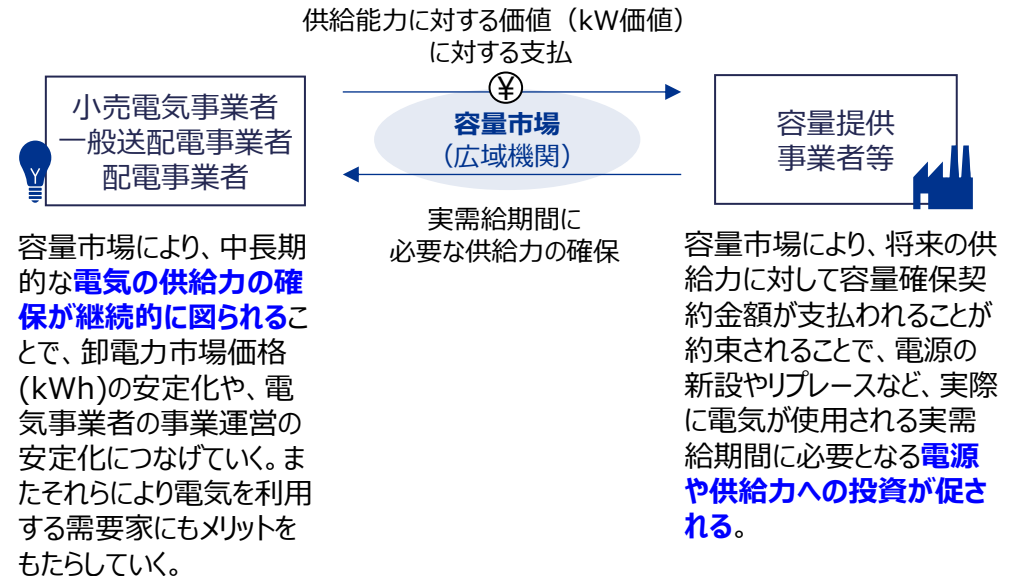 供給能力に対する価値（kW価値）
に対する支払
¥
小売電気事業者
一般送配電事業者
配電事業者
容量市場
（広域機関）
容量提供
事業者等
実需給期間に
必要な供給力の確保
容量市場により、中長期
的な電気の供給力の確
保が継続的に図られるこ
とで、卸電力市場価格
(kWh)の安定化や、電
気事業者の事業運営の
安定化につなげていく。ま
たそれらにより電気を利用
する需要家にもメリットを
もたらしていく。
容量市場により、将来の供
給力に対して容量確保契
約金額が支払われることが
約束されることで、電源の
新設やリプレースなど、実際
に電気が使用される実需
給期間に必要となる電源
や供給力への投資が促さ
れる。